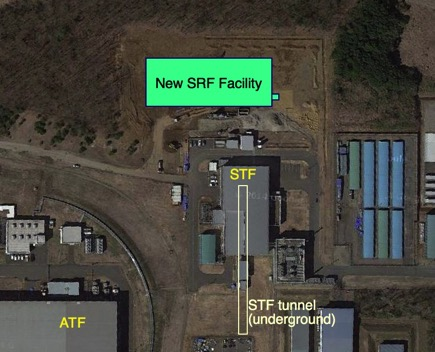 New SRF Facility
STF
STF tunnel
(underground)
ATF